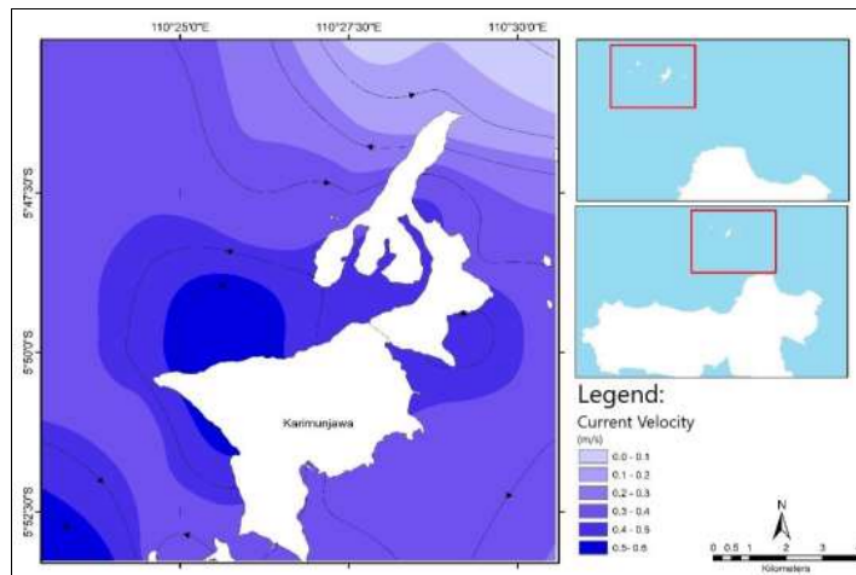 110°25'0"E 110°27'30"E 110°30'0"E
5°47'30"S
5°50'0"S
5°52'30"S
Karimunjawa
Legend:
Current Velocity
(m/s)
0.0 - 0.1
0.1 - 0.2
0.2 - 0.3
0.3 - 0.4
0.4 - 0.5
0.5 - 0.6
N
0 0.5 1 2 3 4
Kilometers